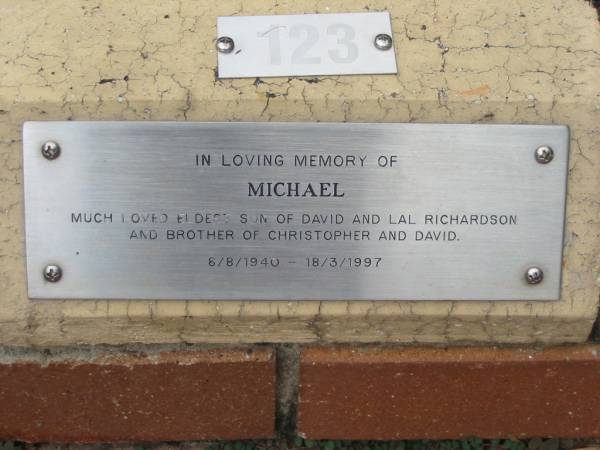 123
IN LOVING MEMORY OF
MICHAEL
MUCH LOVED ELDEST SON OF DAVID AND LAL RICHARDSON
AND BROTHER OF CHRISTOPHER AND DAVID.
8/8/1940 - 18/3/1997